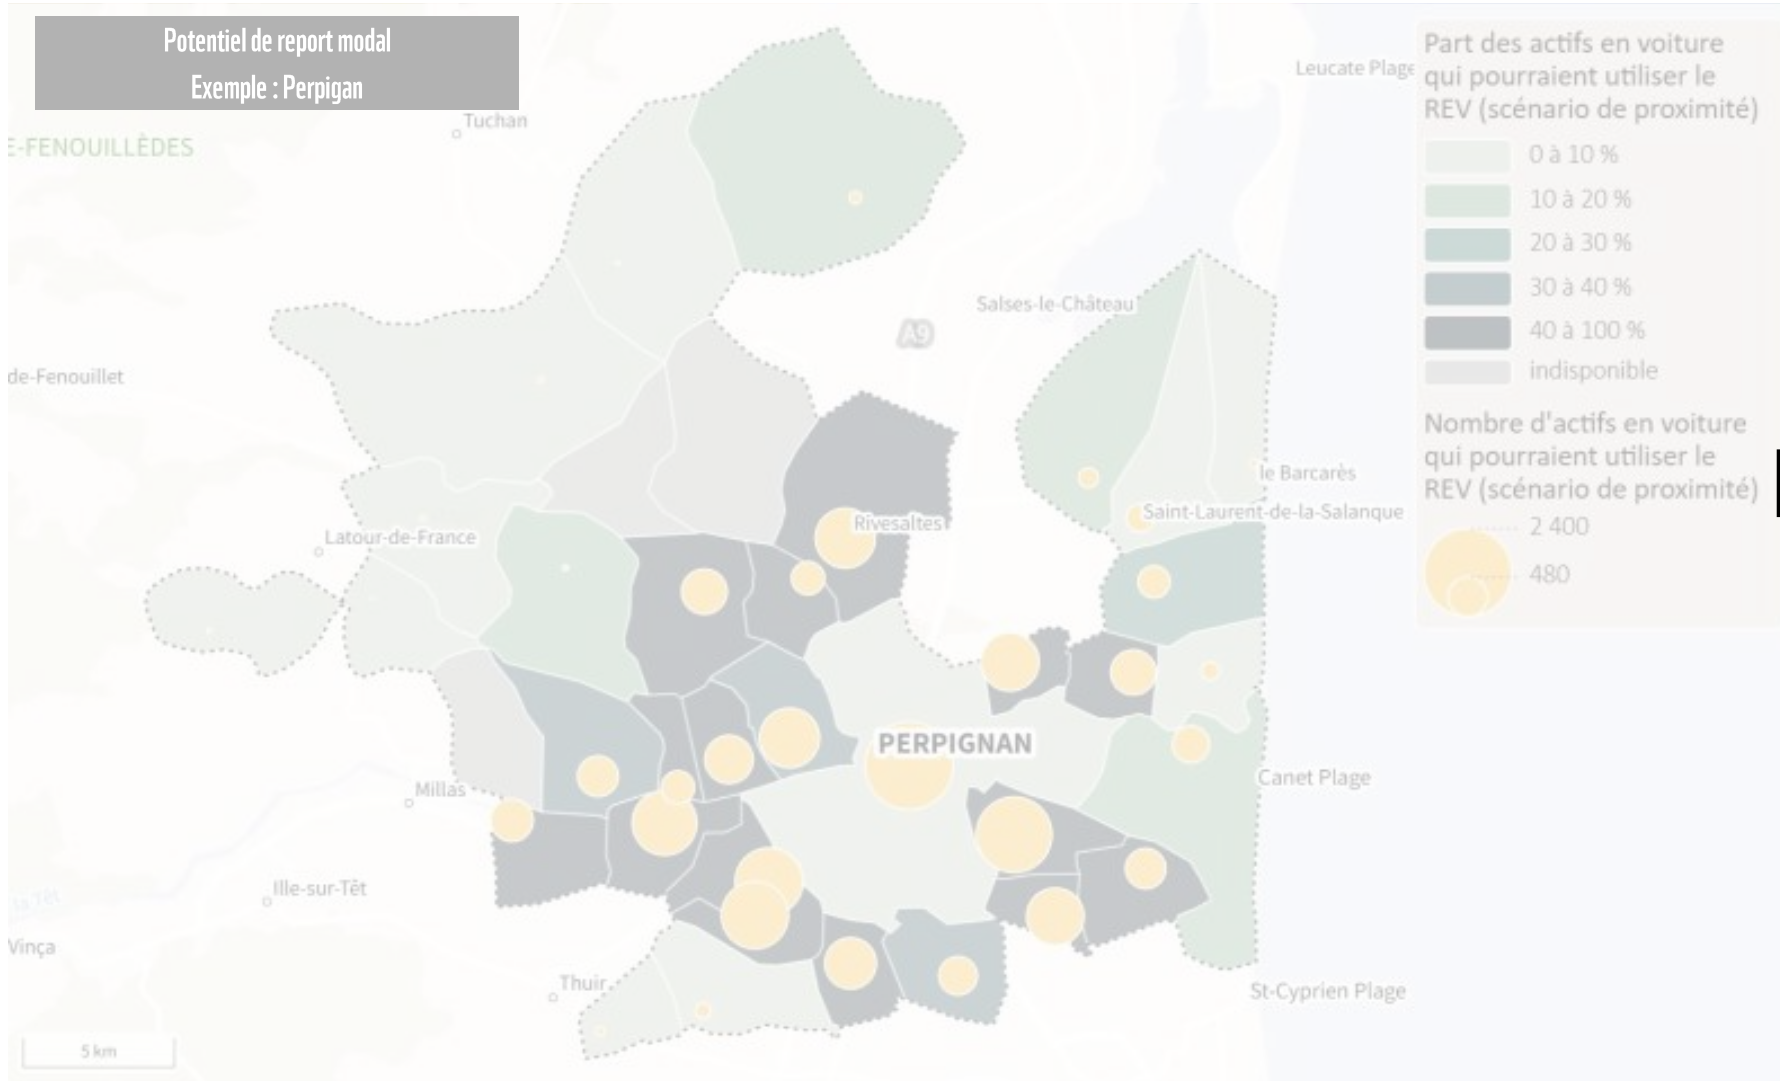 Potentiel de report modal
Exemple : Perpigan
Leucate Plage
Tuchan
E-FENOUILLÈDES
Salses-le-Château
A9
de-Fenouillet
le Barcarès
Saint-Laurent-de-la-Salanque
Rivesaltes
Latour-de-France
PERPIGNAN
Canet Plage
Millas
Ille-sur-Têt
la Têt
Vinça
Thuir
St-Cyprien Plage
5 km
Part des actifs en voiture
qui pourraient utiliser le
REV (scénario de proximité)
0 à 10 %
10 à 20 %
20 à 30 %
30 à 40 %
40 à 100 %
indisponible
Nombre d'actifs en voiture
qui pourraient utiliser le
REV (scénario de proximité)
2 400
480